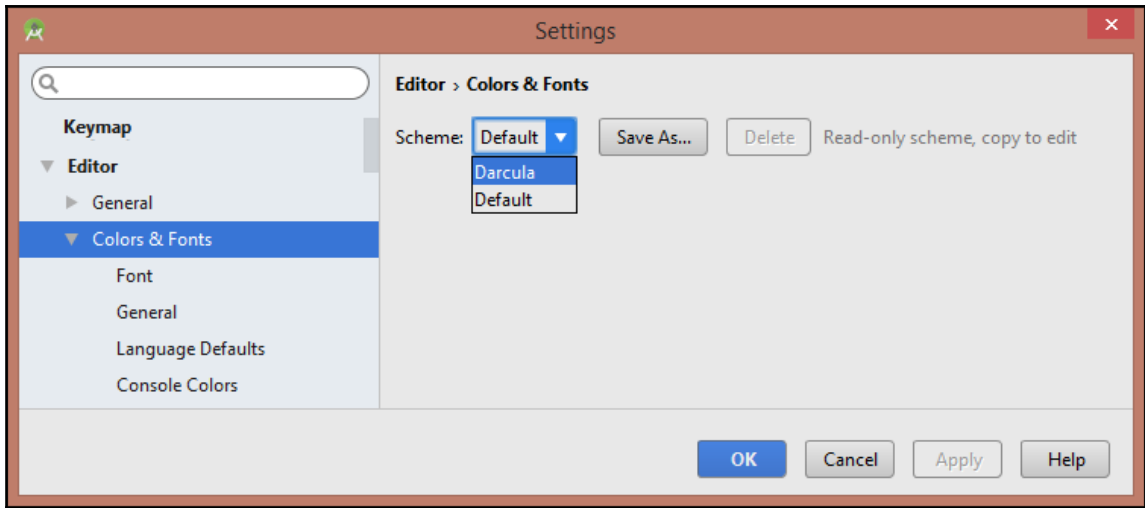 Settings
Editor › Colors & Fonts
Keymap
Scheme: Default Save As... Delete Read-only scheme, copy to edit
Editor
Darcula
General
Default
Colors & Fonts
Font
General
Language Defaults
Console Colors
OK Cancel Apply Help